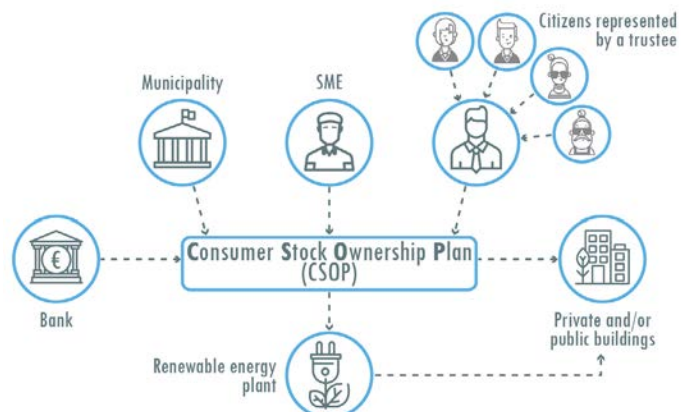 Citizens represented
by a trustee
Municipality
SME
Consumer Stock Ownership Plan
(CSOP)
€
Bank
Private and/or
public buildings
Renewable energy
plant